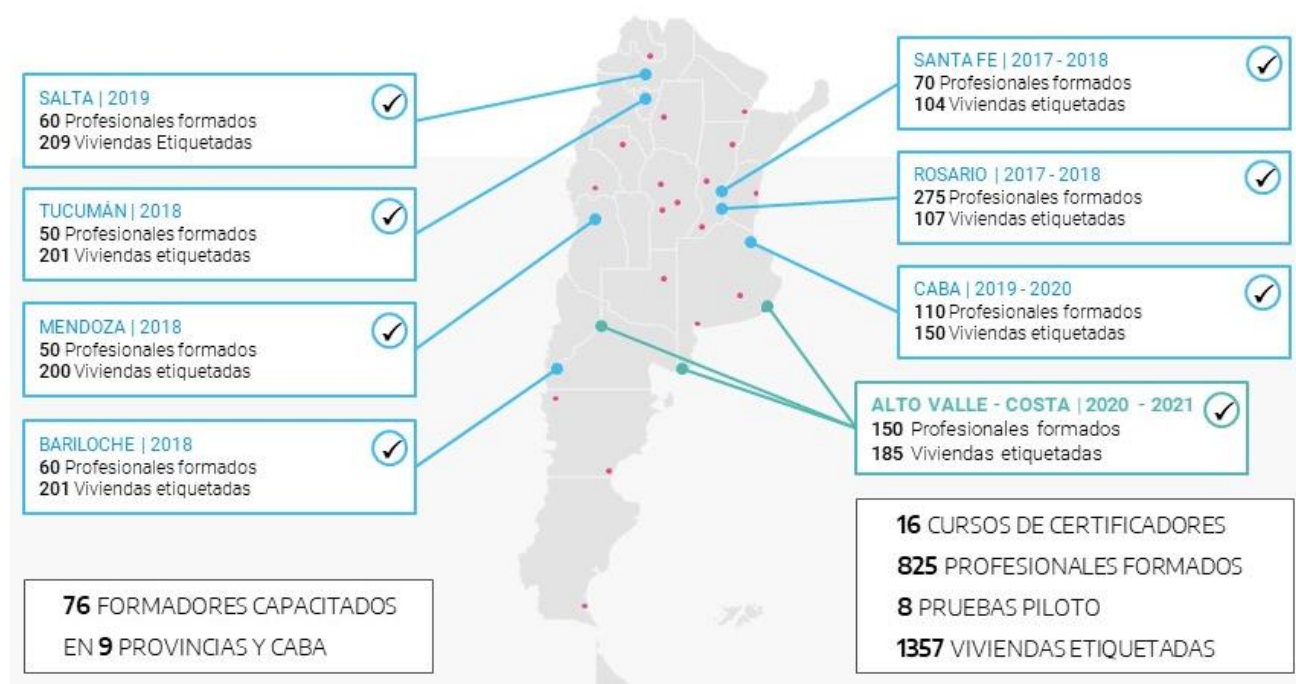 SALTA | 2019
60 Profesionales formados
209 Viviendas Etiquetadas
TUCUMÁN | 2018
50 Profesionales formados
201 Viviendas etiquetadas
MENDOZA | 2018
50 Profesionales formados
200 Viviendas etiquetadas
BARILOCHE | 2018
60 Profesionales formados
201 Viviendas etiquetadas
76 FORMADORES CAPACITADOS
EN 9 PROVINCIAS Y CABA
SANTA FE | 2017 - 2018
70 Profesionales formados
104 Viviendas etiquetadas
ROSARIO | 2017 - 2018
275 Profesionales formados
107 Viviendas etiquetadas
CABA | 2019 - 2020
110 Profesionales formados
150 Viviendas etiquetadas
ALTO VALLE - COSTA | 2020 - 2021
150 Profesionales formados
185 Viviendas etiquetadas
16 CURSOS DE CERTIFICADORES
825 PROFESIONALES FORMADOS
8 PRUEBAS PILOTO
1357 VIVIENDAS ETIQUETADAS